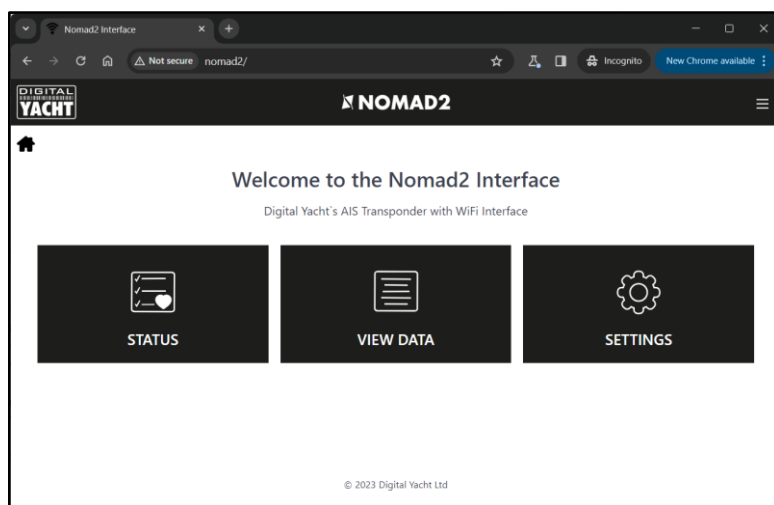 Nomad2 Interface
Not secure nomad2/ Incognito New Chrome available
DIGITAL
YACHT
NOMAD2
Welcome to the Nomad2 Interface
Digital Yacht's AIS Transponder with WiFi Interface
STATUS VIEW DATA SETTINGS
© 2023 Digital Yacht Ltd